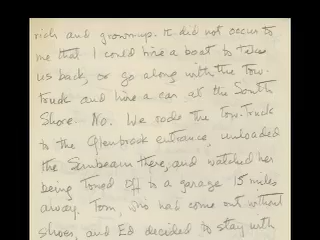 rich and grownup. It did not occur to
me that I could hire a boat to take
us back, or go along with the tow-
truck and hire a car at the South
Shore. No. We rode the tow-truck
to the Glenbrook entrance, unloaded
the Sunbeam there, and watched her
being towed off to a garage 15 miles
away. Tom, who had come out without
shoes, and Ed decided to stay with